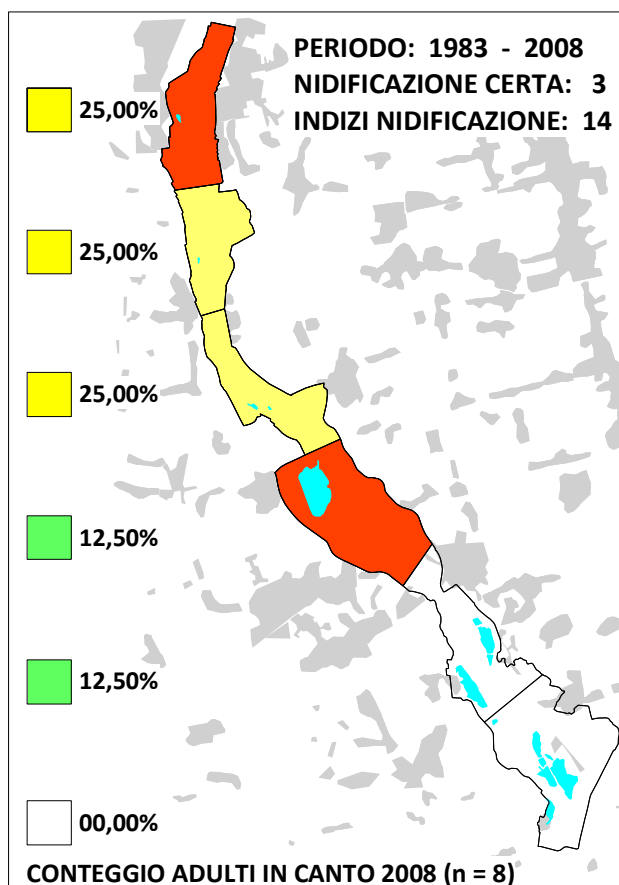 PERIODO: 1983 - 2008
NIDIFICAZIONE CERTA: 3
INDIZI NIDIFICAZIONE: 14
25,00%
25,00%
25,00%
12,50%
12,50%
00,00%
CONTEGGIO ADULTI IN CANTO 2008 (n = 8)